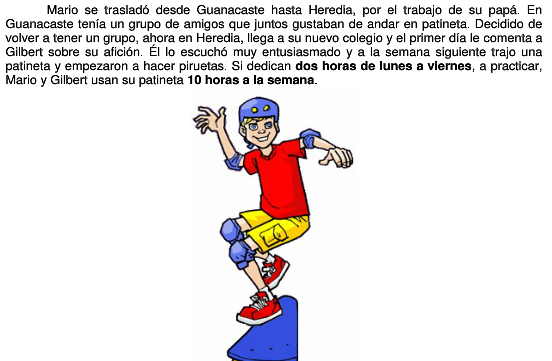 Mario se trasladó desde Guanacaste hasta Heredia, por el trabajo de su papá. En
Guanacaste tenía un grupo de amigos que juntos gustaban de andar en patineta. Decidido de
volver a tener un grupo, ahora en Heredia, llega a su nuevo colegio y el primer día le comenta a
Gilbert sobre su afición. Él lo escuchó muy entusiasmado y a la semana siguiente trajo una
patineta y empezaron a hacer piruetas. Si dedican dos horas de lunes a viernes, a practicar,
Mario y Gilbert usan su patineta 10 horas a la semana.